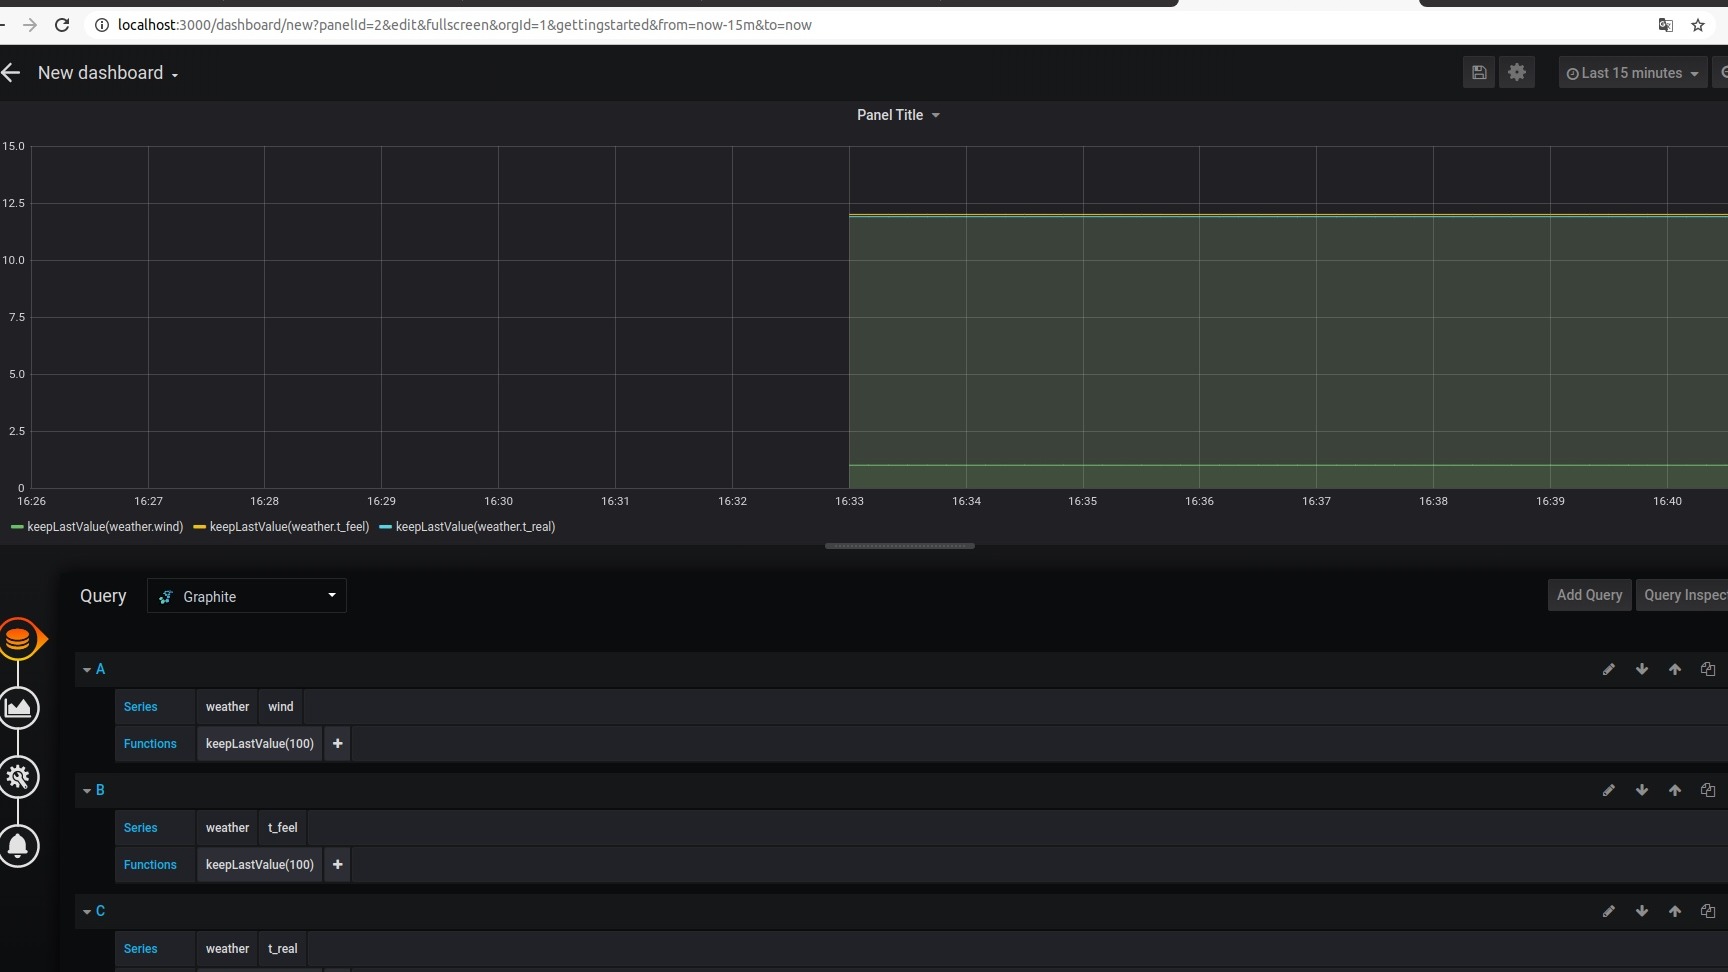 localhost:3000/dashboard/new?panelId=2&edit&fullscreen&orgId=1&gettingstarted&from=now-15m&to=now
New dashboard
Last 15 minutes
Panel Title
15.0
12.5
10.0
7.5
5.0
2.5
0
16:26 16:27 16:28 16:29 16:30 16:31 16:32 16:33 16:34 16:35 16:36 16:37 16:38 16:39 16:40
keepLastValue(weather.wind) keepLastValue(weather.t_feel) keepLastValue(weather.t_real)
Query Graphite Add Query Query Inspec
A
Series weather wind
Functions keepLastValue(100) +
B
Series weather t_feel
Functions keepLastValue(100) +
C
Series weather t_real